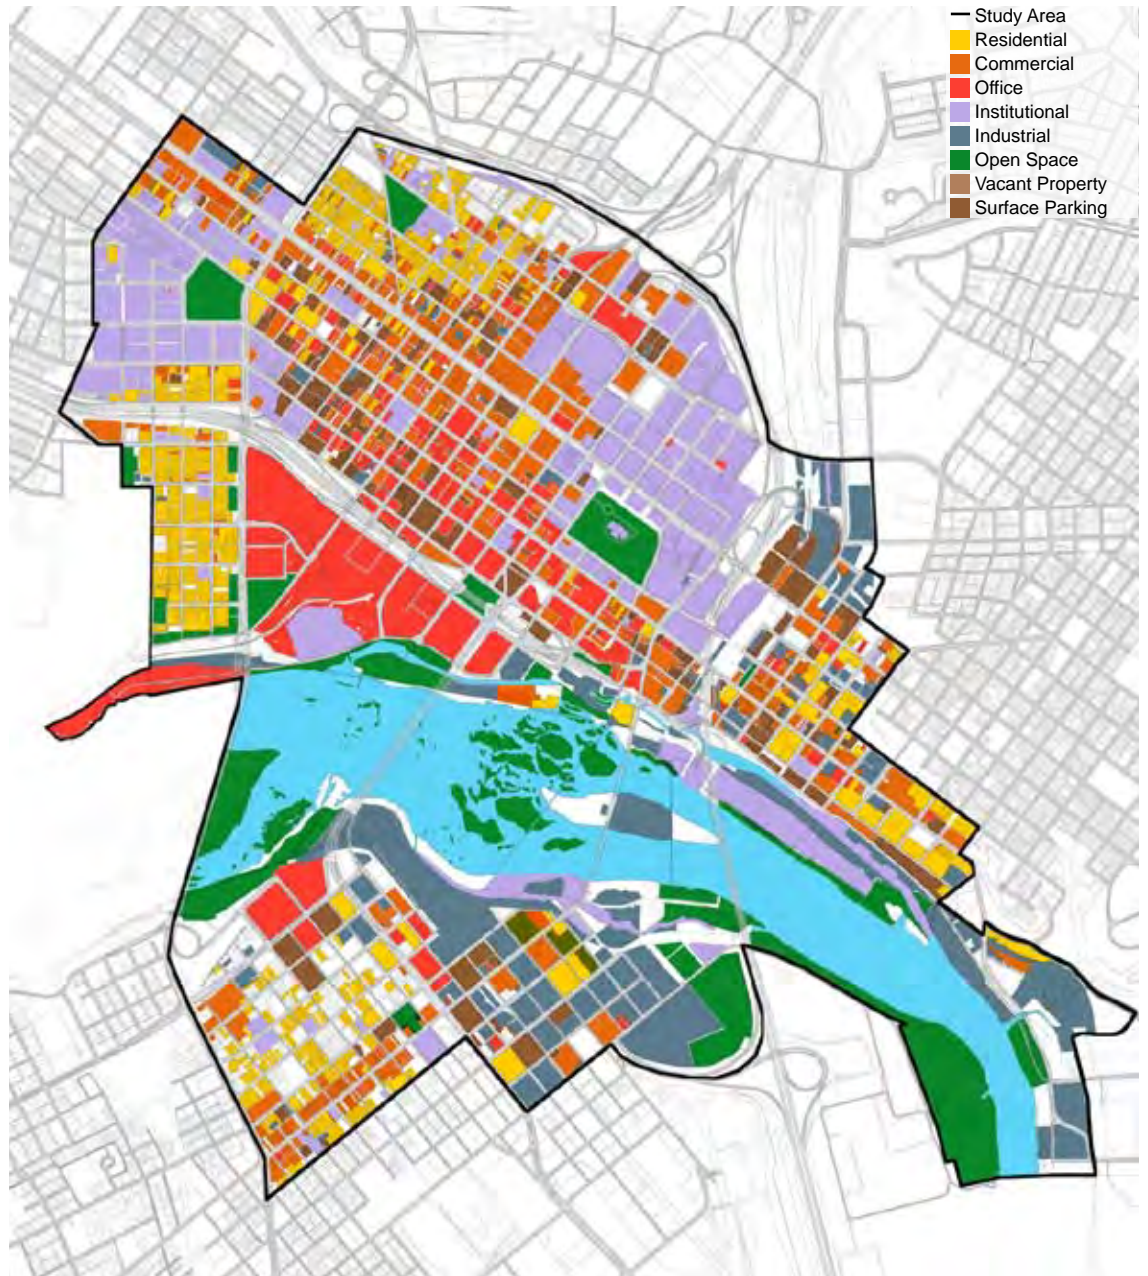 Study Area
Residential
Commercial
Office
Institutional
Industrial
Open Space
Vacant Property
Surface Parking